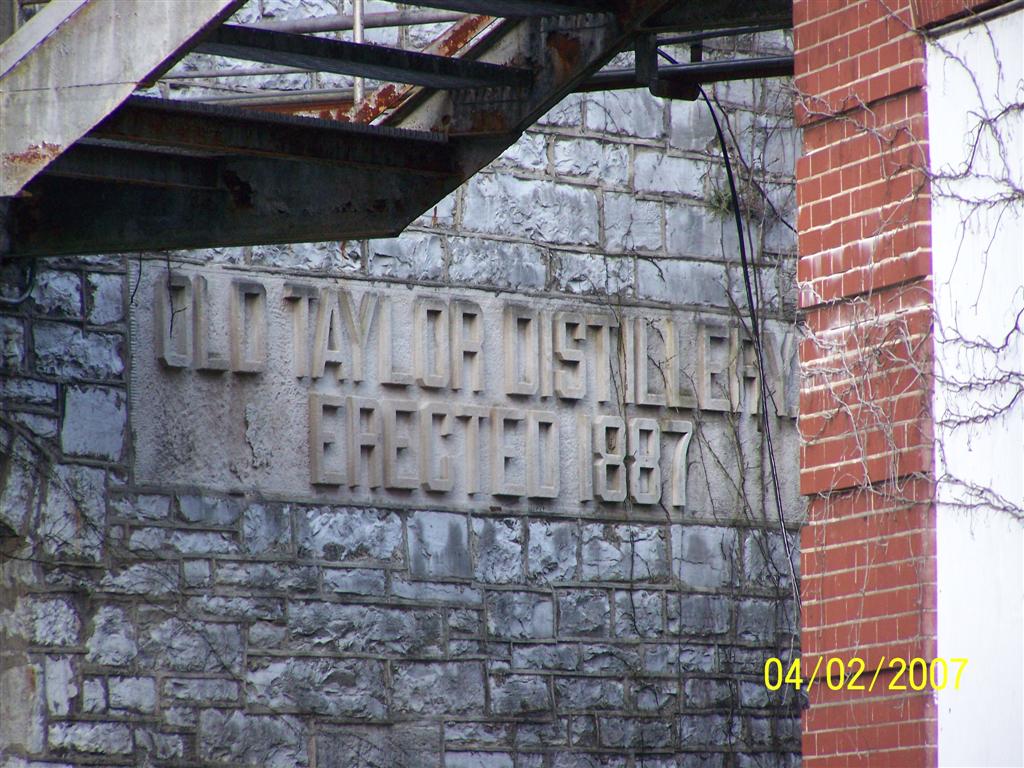 OLD TAYLOR DISTILLERY
ERECTED 1887
04/02/2007